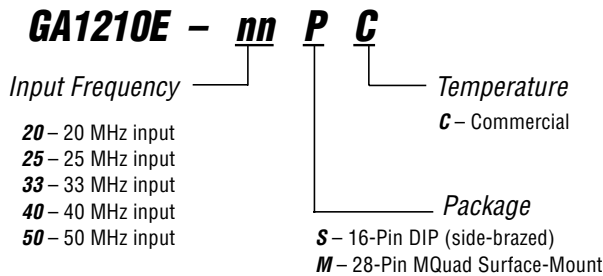 GA1210E – nn P C
Input Frequency
20 – 20 MHz input
25 – 25 MHz input
33 – 33 MHz input
40 – 40 MHz input
50 – 50 MHz input
Temperature
C – Commercial
Package
S – 16-Pin DIP (side-brazed)
M – 28-Pin MQuad Surface-Mount